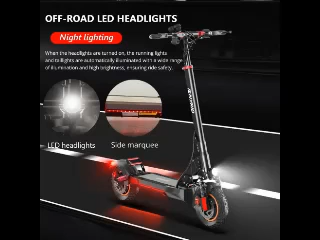 OFF-ROAD LED HEADLIGHTS
Night lighting
When the headlights are turned on, the running lights
and taillights are automatically illuminated with a wide range
of illumination and high brightness, ensuring ride safety.
LED headlights
Side marquee